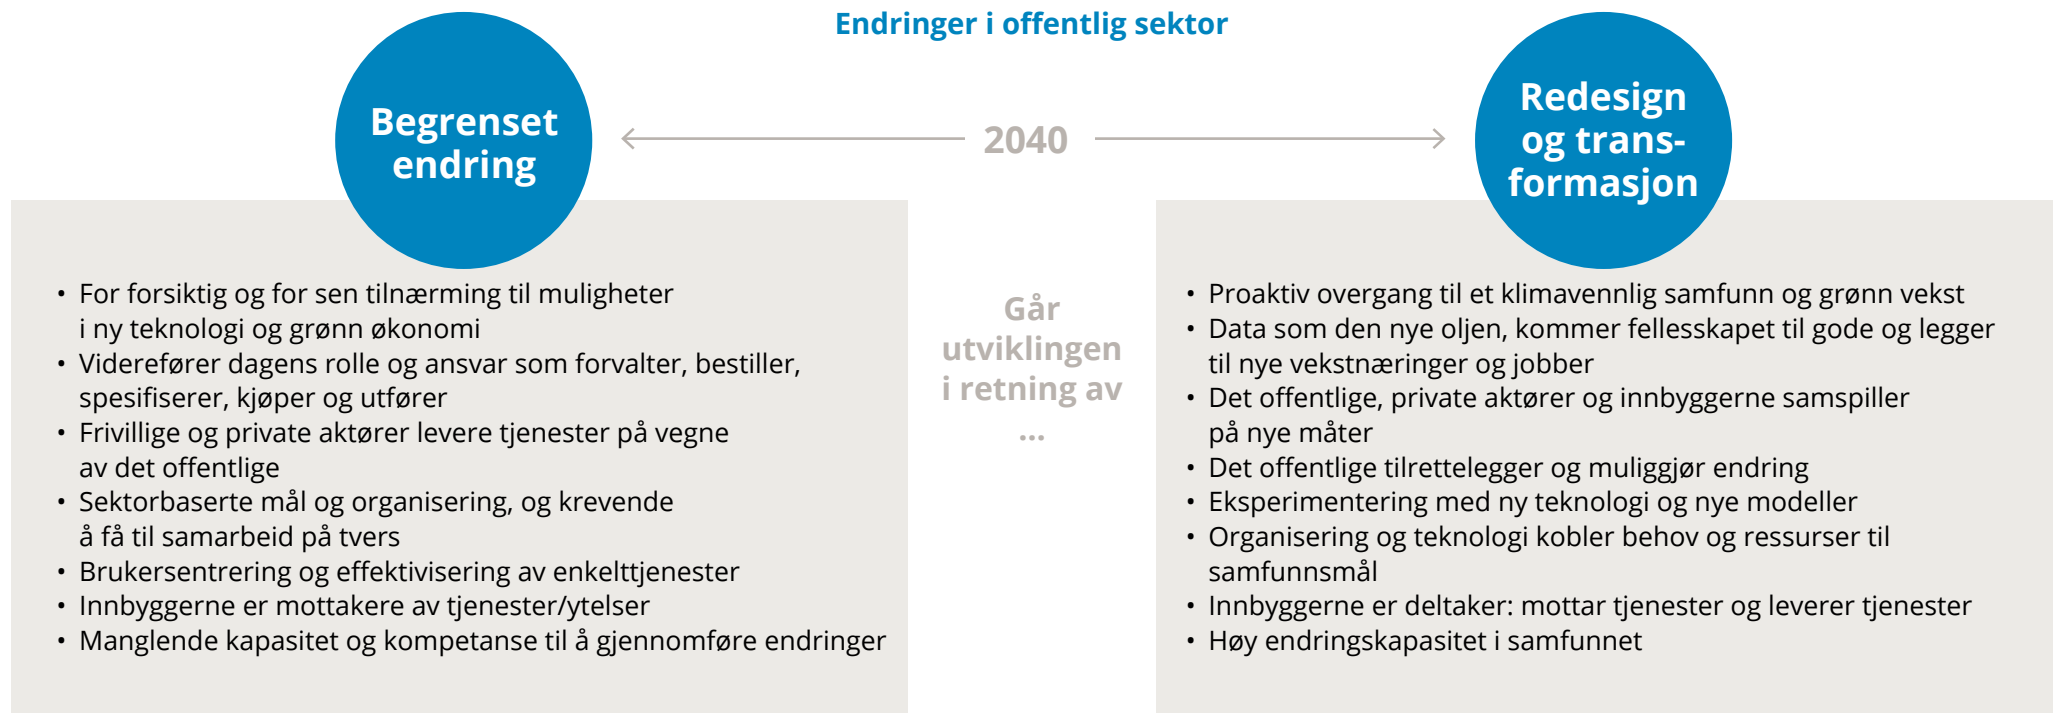 Endringer i offentlig sektor
Begrenset
endring
2040
Redesign
og trans-
formasjon
• For forsiktig og for sen tilnærming til muligheter
i ny teknologi og grønn økonomi
• Viderefører dagens rolle og ansvar som forvalter, bestiller,
spesifiserer, kjøper og utfører
• Frivillige og private aktører levere tjenester på vegne
av det offentlige
• Sektorbaserte mål og organisering, og krevende
å få til samarbeid på tvers
• Brukersentrering og effektivisering av enkelttjenester
• Innbyggerne er mottakere av tjenester/ytelser
• Manglende kapasitet og kompetanse til å gjennomføre endringer
Går
utviklingen
i retning av
...
• Proaktiv overgang til et klimavennlig samfunn og grønn vekst
• Data som den nye oljen, kommer fellesskapet til gode og legger
til nye vekstnæringer og jobber
• Det offentlige, private aktører og innbyggerne samspiller
på nye måter
• Det offentlige tilrettelegger og muliggjør endring
• Eksperimentering med ny teknologi og nye modeller
• Organisering og teknologi kobler behov og ressurser til
samfunnsmål
• Innbyggerne er deltaker: mottar tjenester og leverer tjenester
• Høy endringskapasitet i samfunnet